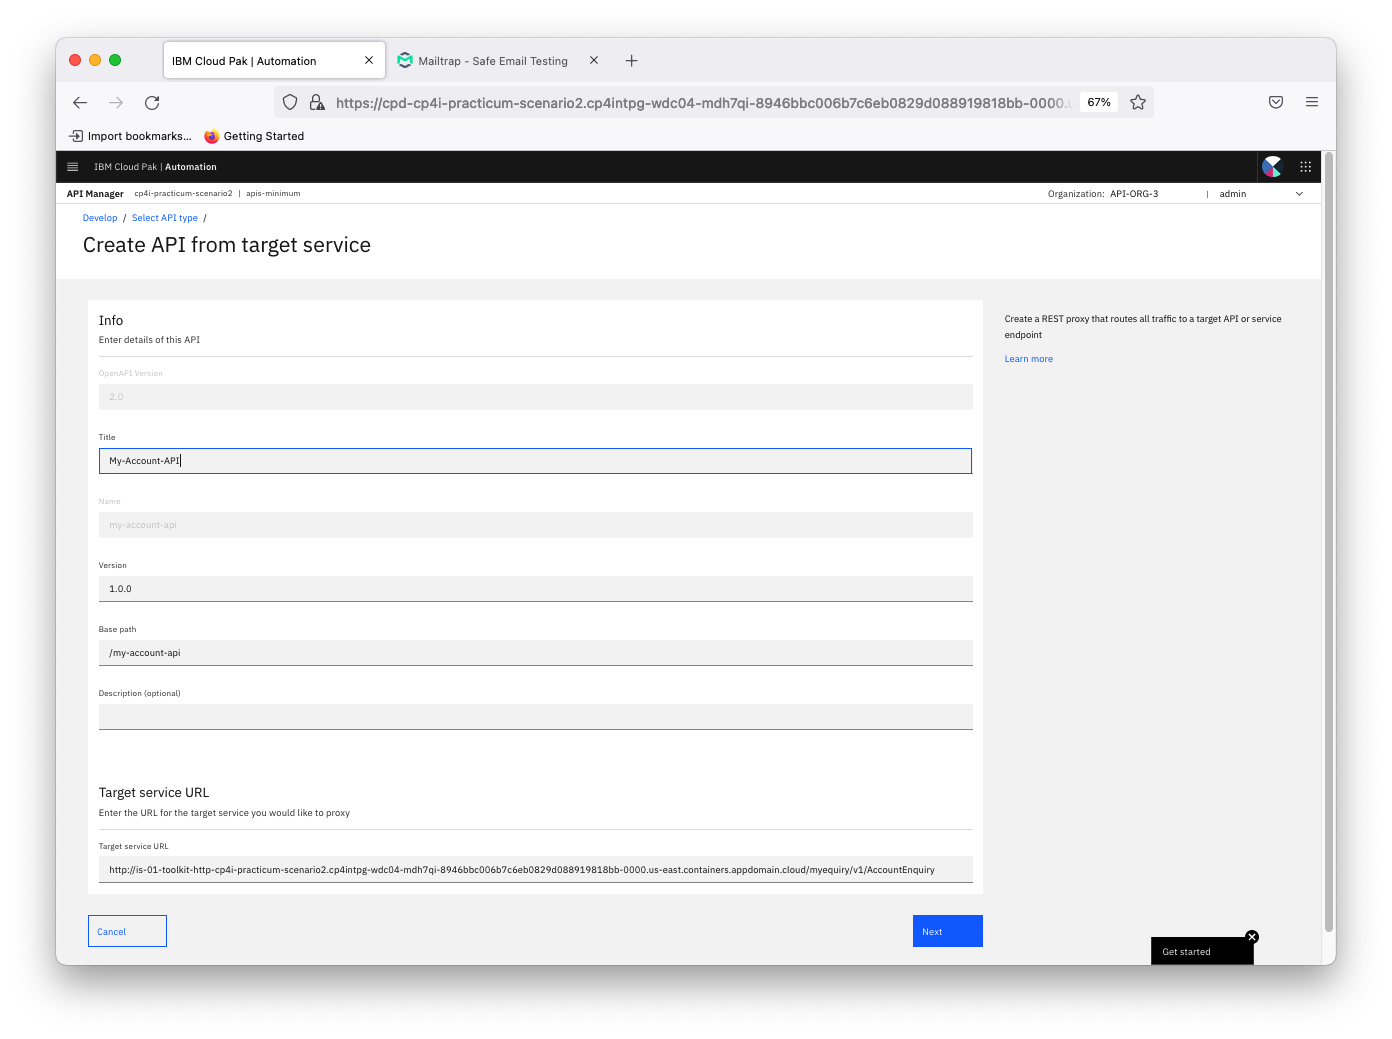 IBM Cloud Pak | Automation
Mailtrap - Safe Email Testing
https://cpd-cp4i-practicum-scenario2.cp4intpg-wdc04-mdh7qi-8946bbc006b7c6eb0829d088919818bb-0000.u
67%
Import bookmarks...
Getting Started
IBM Cloud Pak | Automation
API Manager cp4i-practicum-scenario2 | apis-minimum
Organization: API-ORG-3 | admin
Develop / Select API type /
Create API from target service
Info
Enter details of this API
OpenAPI Version
2.0
Title
My-Account-API
Name
my-account-api
Version
1.0.0
Base path
/my-account-api
Description (optional)
Target service URL
Enter the URL for the target service you would like to proxy
Target service URL
http://is-01-toolkit-http-cp4i-practicum-scenario2.cp4intpg-wdc04-mdh7qi-8946bbc006b7c6eb0829d088919818bb-0000.us-east.containers.appdomain.cloud/myequiry/v1/AccountEnquiry
Cancel
Next
Create a REST proxy that routes all traffic to a target API or service
endpoint
Learn more
Get started